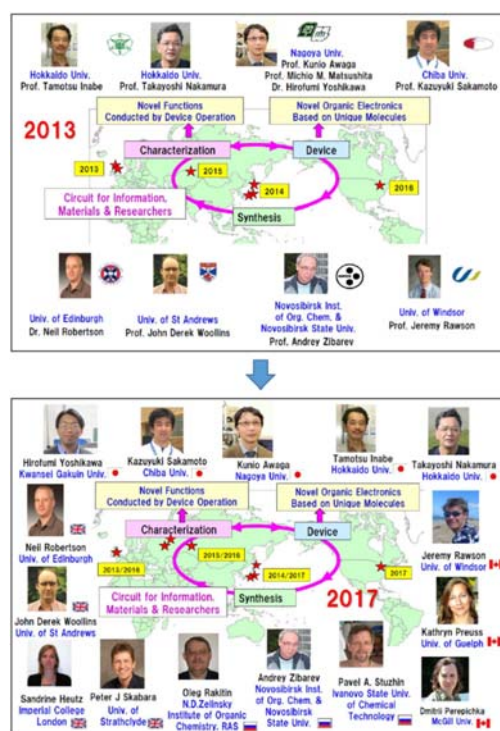 Hokkaido Univ.
Prof. Tamotsu Inabe
Hokkaido Univ.
Prof. Takayoshi Nakamura
Nagoya Univ.
Prof. Kunio Awaga
Prof. Michio M. Matsushita
Dr. Hirofumi Yoshikawa
Chiba Univ.
Prof. Kazuyuki Sakamoto
2013
Novel Functions
Conducted by Device Operation
Novel Organic Electronics
Based on Unique Molecules
Characterization
Device
2013
2015
2014
2016
Circuit for Information,
Materials & Researchers
Synthesis
Univ. of Edinburgh
Dr. Neil Robertson
Univ. of St Andrews
Prof. John Derek Woollins
Novosibirsk Inst.
of Org. Chem. &
Novosibirsk State Univ.
Prof. Andrey Zibarev
Univ. of Windsor
Prof. Jeremy Rawson
Hirofumi Yoshikawa
Kwansei Gakuin Univ.
Kazuyuki Sakamoto
Chiba Univ.
Kunio Awaga
Nagoya Univ.
Tamotsu Inabe
Hokkaido Univ.
Takayoshi Nakamura
Hokkaido Univ.
Novel Functions
Conducted by Device Operation
Novel Organic Electronics
Based on Unique Molecules
Neil Robertson
Univ. of Edinburgh
Characterization
Device
2013/2016
2015/2016
2014/2017
2017
Jeremy Rawson
Univ. of Windsor
Circuit for Information,
Materials & Researchers
Synthesis
2017
John Derek Woollins
Univ. of St Andrews
Kathryn Preuss
Univ. of Guelph
Sandrine Heutz
Imperial College
London
Peter J Skabara
Univ. of
Strathclyde
Oleg Rakitin
N.D.Zelinsky
Institute of Organic
Chemistry, RAS
Andrey Zibarev
Novosibirsk Inst.
of Org. Chem. &
Novosibirsk
State Univ.
Pavel A. Stuzhin
Ivanovo State Univ.
of Chemical
Technology
Dmitrii Perepichka
McGill Univ.